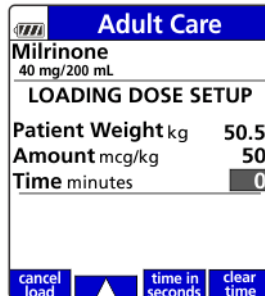 Adult Care
Milrinone
40 mg/200 mL
LOADING DOSE SETUP
Patient Weight kg 50.5
Amount mcg/kg 50
Time minutes 0
cancel load
time in seconds
clear time